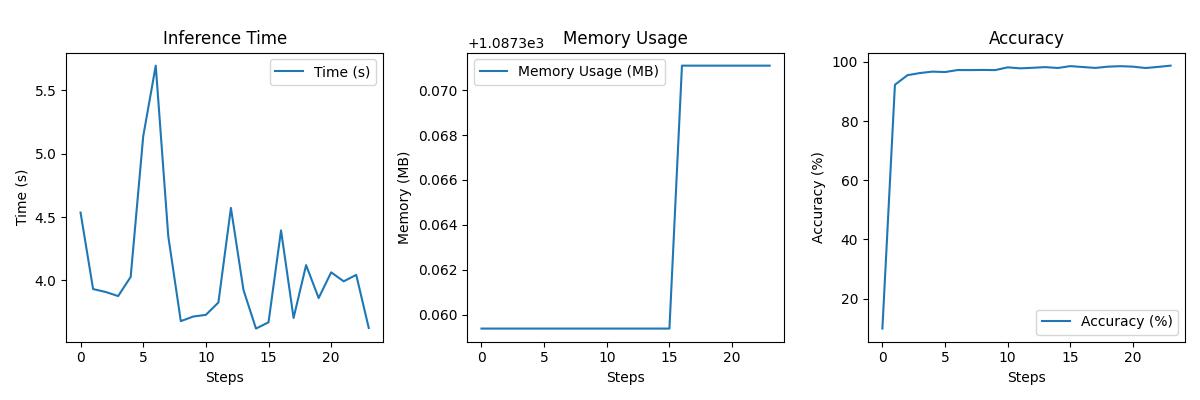 Inference Time
Time (s)
5.5
5.0
4.5
4.0
Time (s)
0 5 10 15 20
Steps
+1.0873e3 Memory Usage
Memory Usage (MB)
0.070
0.068
0.066
0.064
0.062
0.060
Memory (MB)
0 5 10 15 20
Steps
Accuracy
100
80
60
40
20
Accuracy (%)
Accuracy (%)
0 5 10 15 20
Steps